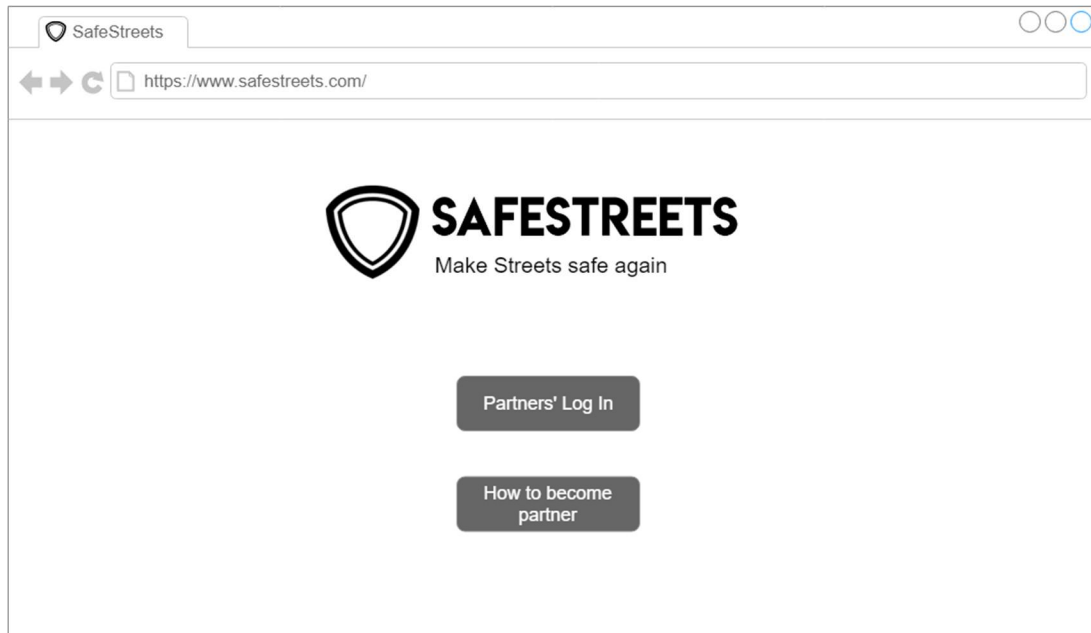 SafeStreets
https://www.safestreets.com/
SAFESTREETS
Make Streets safe again
Partners' Log In
How to become
partner